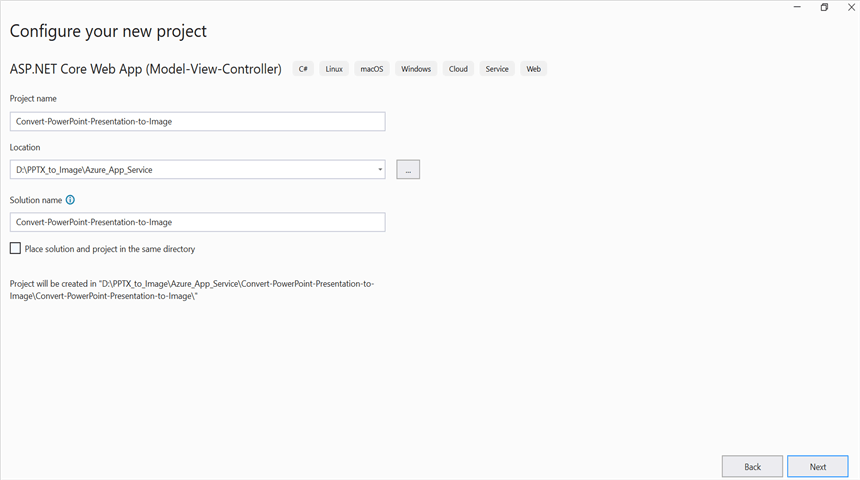 Configure your new project
ASP.NET Core Web App (Model-View-Controller) C# Linux macOS Windows Cloud Service Web
Project name
Convert-PowerPoint-Presentation-to-Image
Location
D:\PPTX_to_Image\Azure_App_Service
...
Solution name
Convert-PowerPoint-Presentation-to-Image
Place solution and project in the same directory
Project will be created in "D:\PPTX_to_Image\Azure_App_Service\Convert-PowerPoint-Presentation-to-
Image\Convert-PowerPoint-Presentation-to-Image\"
Back Next